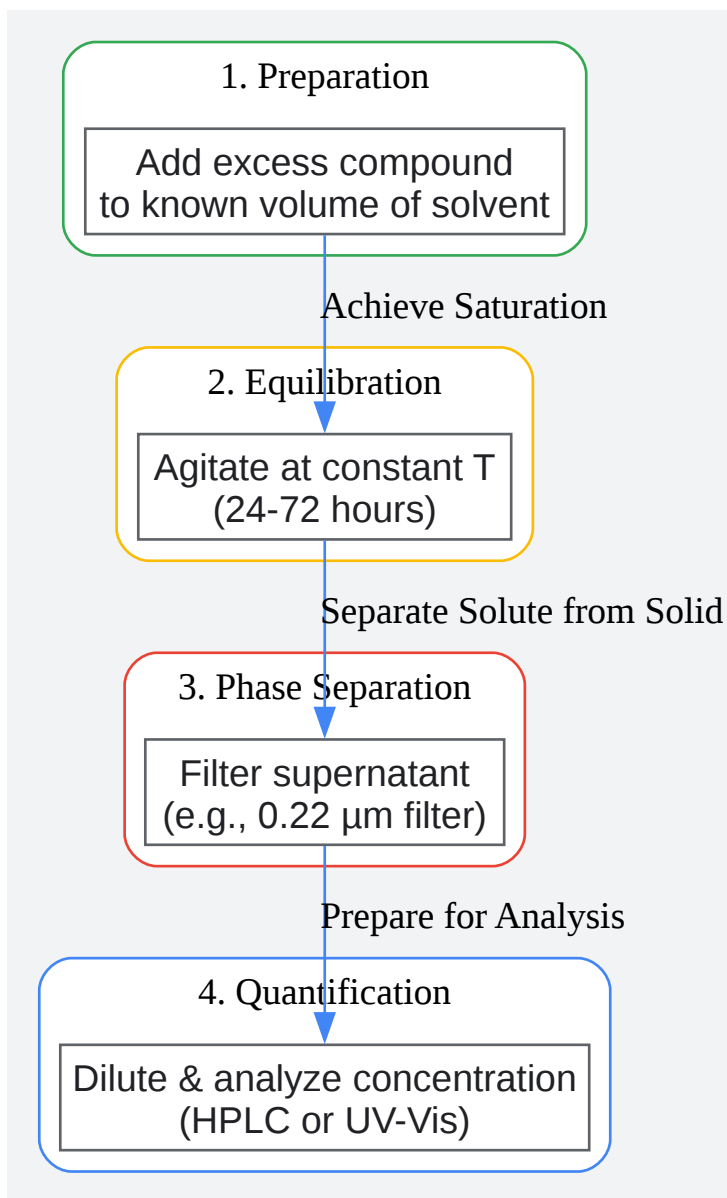 1. Preparation
Add excess compound
to known volume of solvent
Achieve Saturation
2. Equilibration
Agitate at constant T
(24-72 hours)
Separate Solute from Solid
3. Phase Separation
Filter supernatant
(e.g., 0.22 µm filter)
Prepare for Analysis
4. Quantification
Dilute & analyze concentration
(HPLC or UV-Vis)